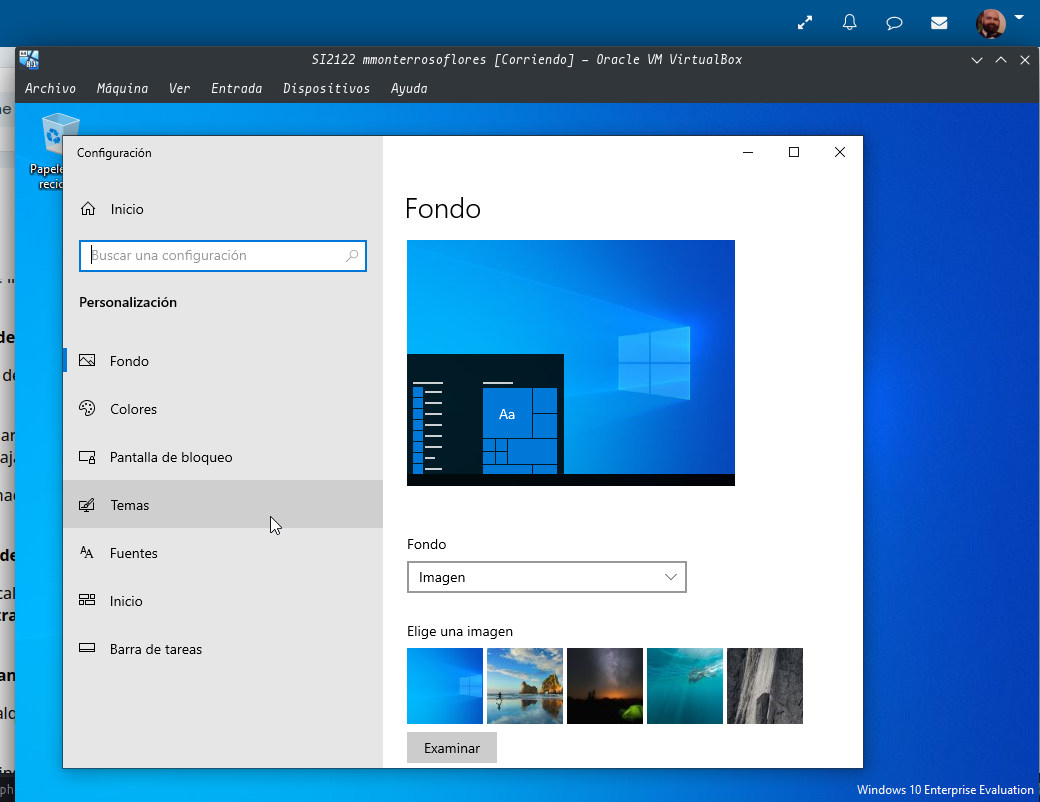 SI2122 mmonterrosoflores [Corriendo] – Oracle VM VirtualBox
Archivo Máquina Ver Entrada Dispositivos Ayuda
Configuración
Inicio
Buscar una configuración
Personalización
Fondo
Colores
Pantalla de bloqueo
Temas
Fuentes
Inicio
Barra de tareas
Fondo
Aa
Fondo
Imagen
Elige una imagen
Examinar
Windows 10 Enterprise Evaluation